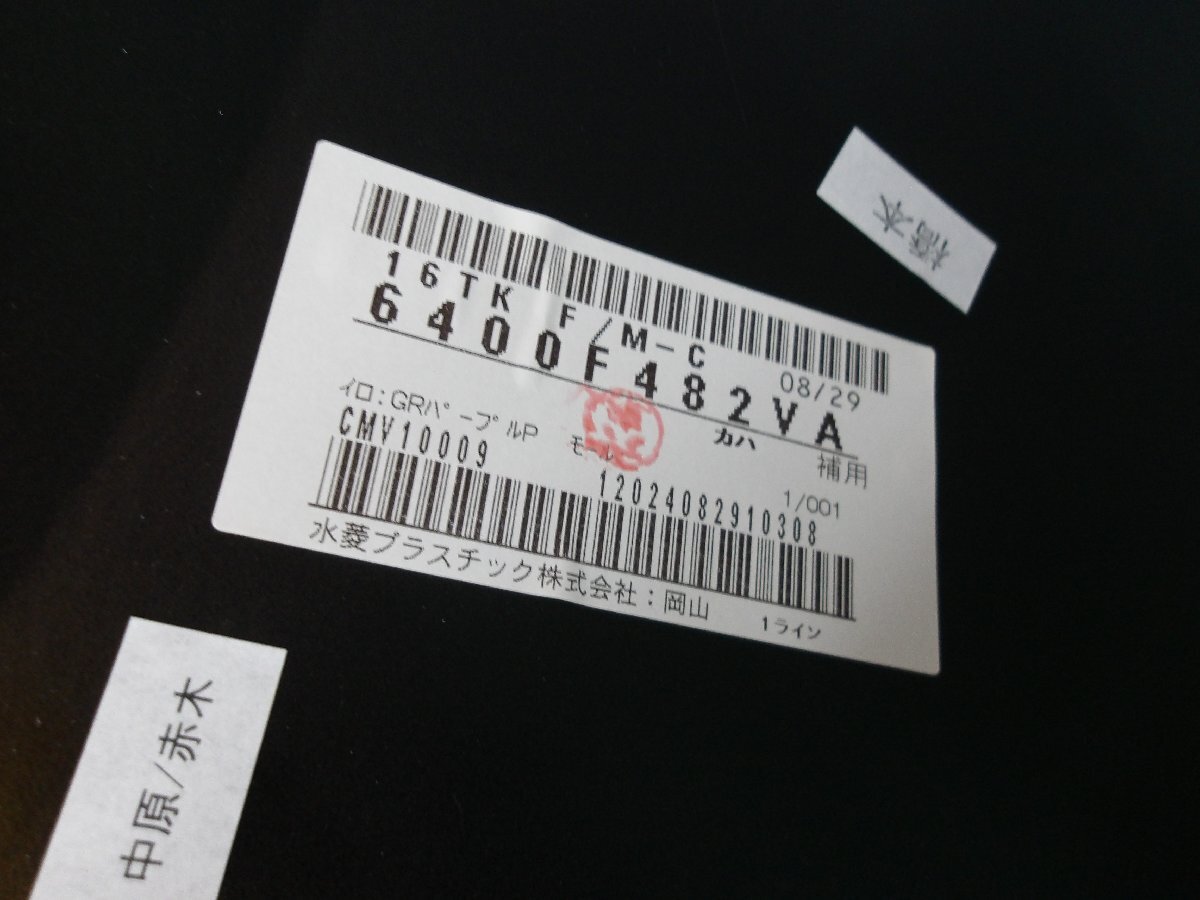 16TK F/M-C
08/29
6400F482VA
イロ:GRパープルP
モール
カハ
補用
CMV10009
1/001
12024082910308
水菱プラスチック株式会社:岡山
1ライン
橋本
中原/赤木